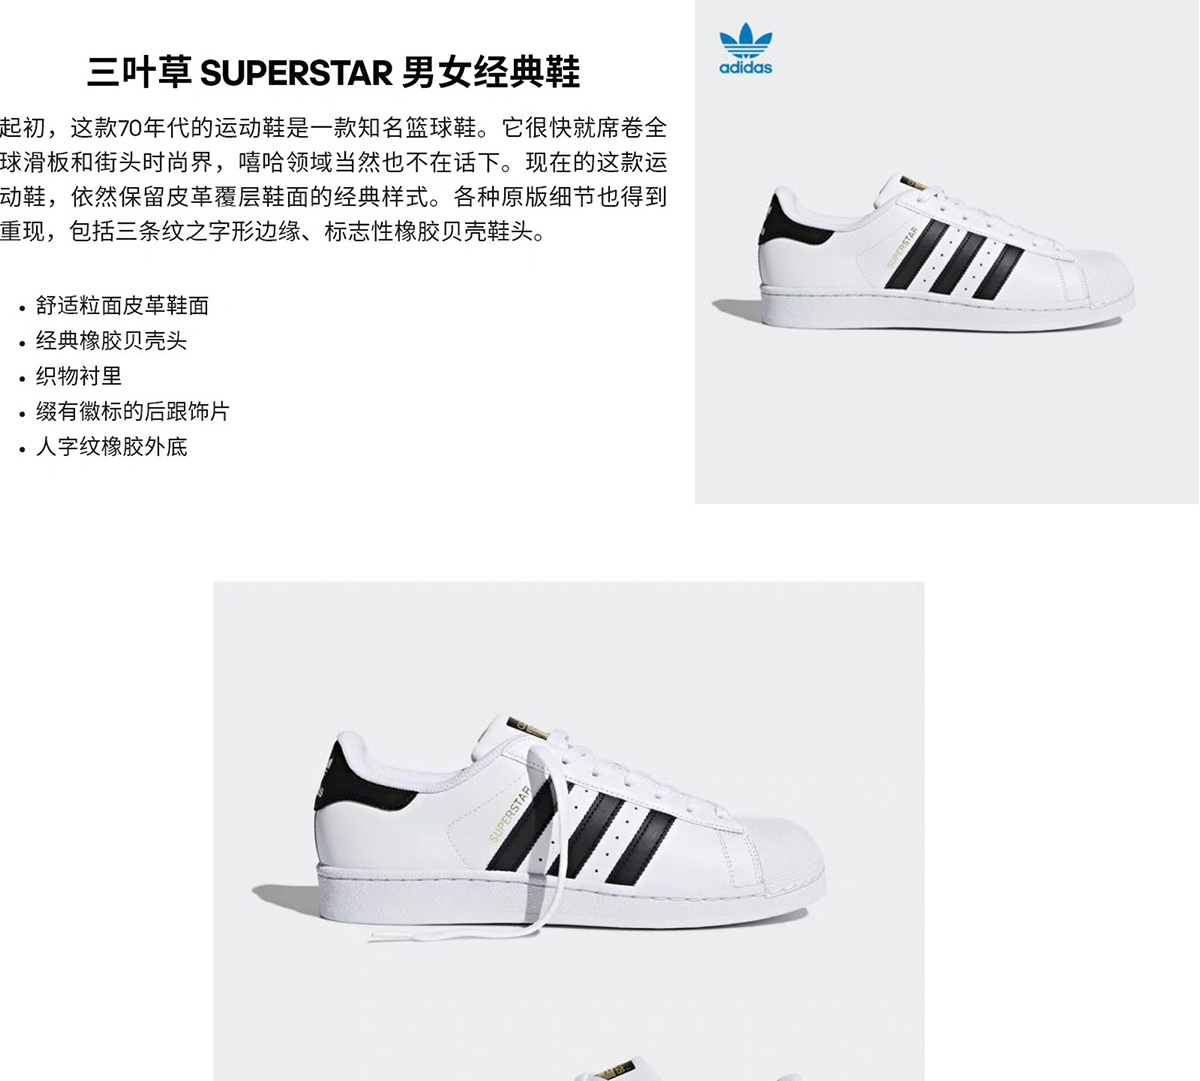 三叶草 SUPERSTAR 男女经典鞋
起初，这款70年代的运动鞋是一款知名篮球鞋。它很快就席卷全
球滑板和街头时尚界，嘻哈领域当然也不在话下。现在的这款运
动鞋，依然保留皮革覆层鞋面的经典样式。各种原版细节也得到
重现，包括三条纹之字形边缘、标志性橡胶贝壳鞋头。
• 舒适粒面皮革鞋面
• 经典橡胶贝壳头
• 织物衬里
• 缀有徽标的后跟饰片
• 人字纹橡胶外底
adidas
SUPERSTAR
SUPERSTAR